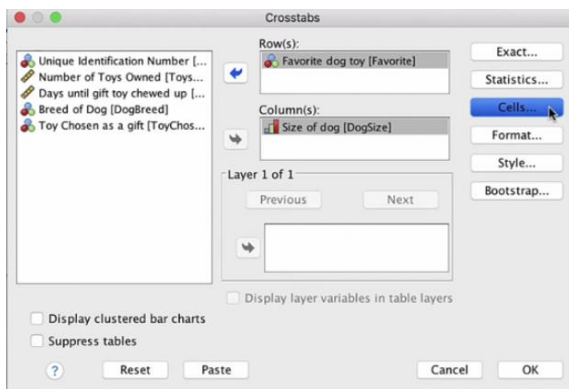 Crosstabs
Unique Identification Number [...
Number of Toys Owned [Toys...
Days until gift toy chewed up [...
Breed of Dog [DogBreed]
Toy Chosen as a gift [ToyChos...
Row(s):
Favorite dog toy [Favorite]
Column(s):
Size of dog [DogSize]
Layer 1 of 1
Previous
Next
Display layer variables in table layers
Exact...
Statistics...
Cells...
Format...
Style...
Bootstrap...
Display clustered bar charts
Suppress tables
?
Reset
Paste
Cancel
OK